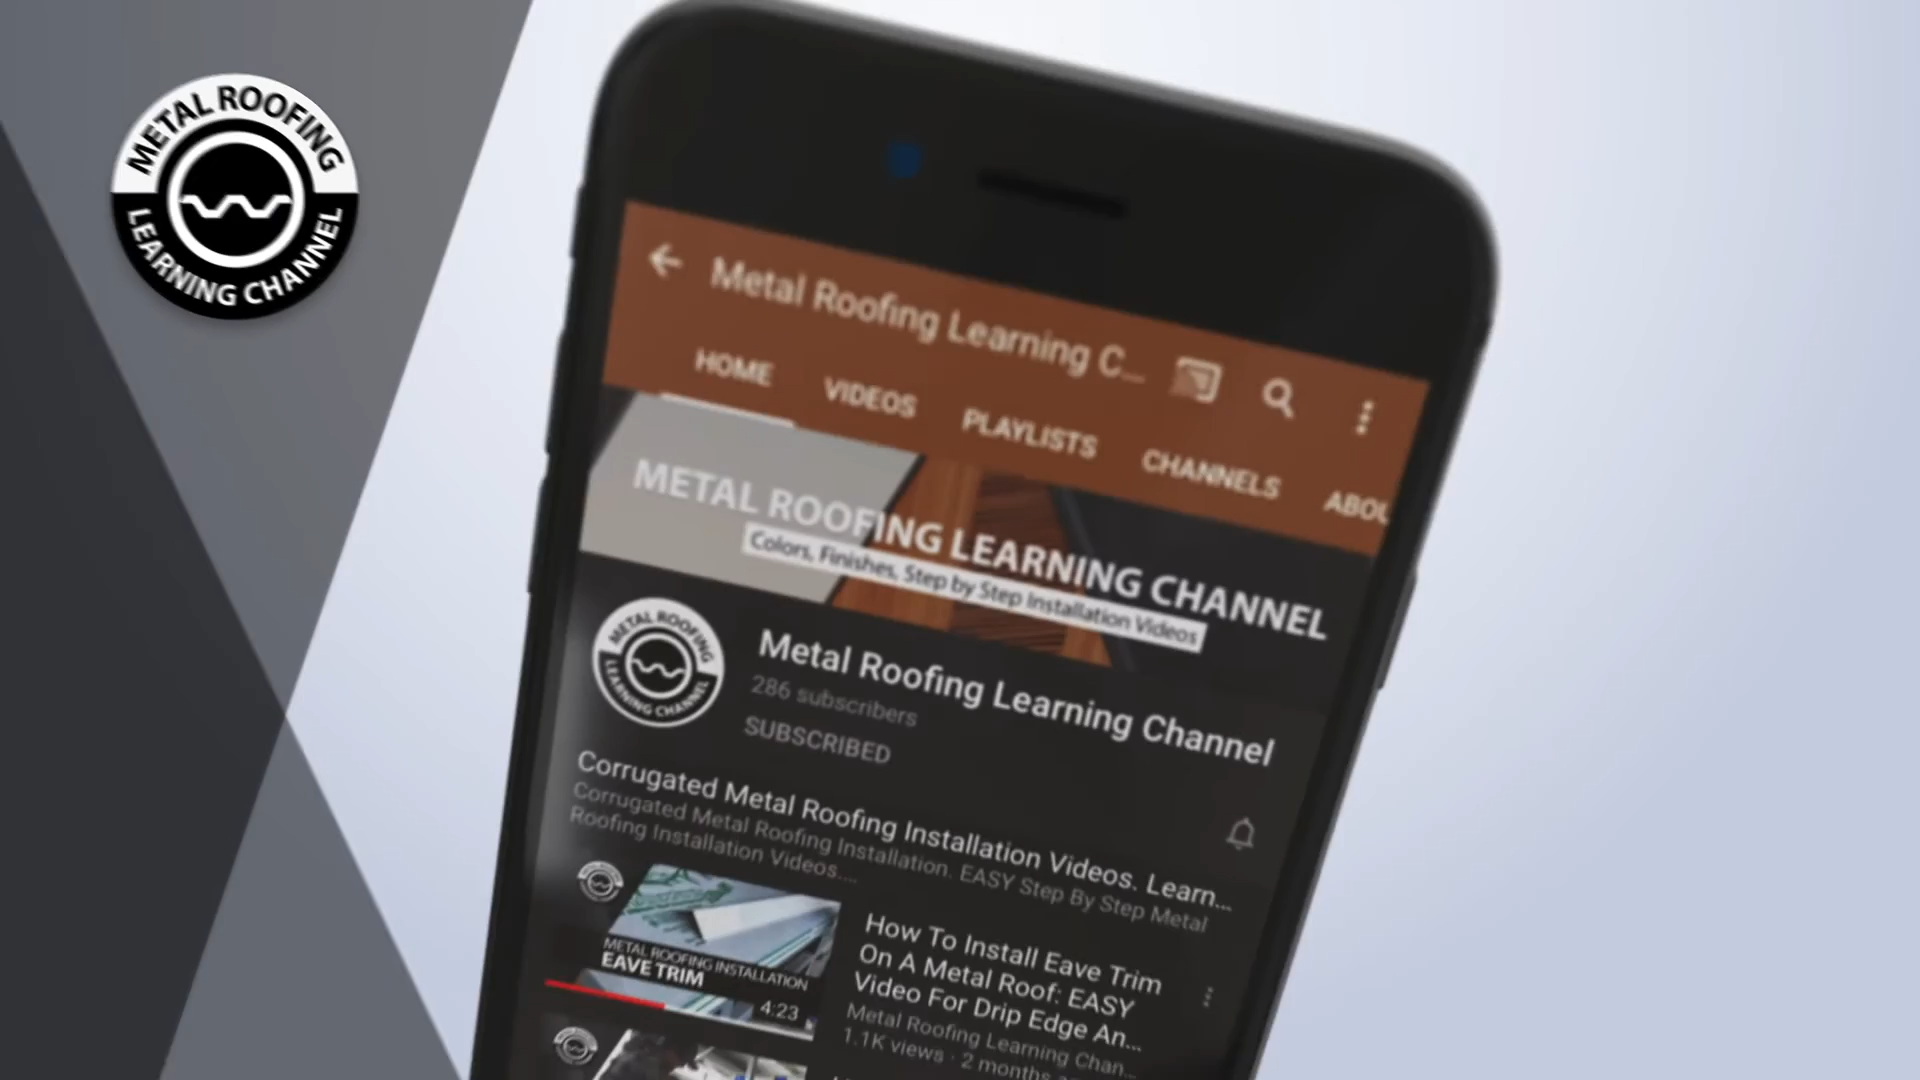 METAL ROOFING
LEARNING CHANNEL
Metal Roofing Learning C...
HOME VIDEOS PLAYLISTS CHANNELS ABOU
METAL ROOFING LEARNING CHANNEL
Colors, Finishes, Step by Step Installation Videos
METAL ROOFING
LEARNING CHANNEL
Metal Roofing Learning Channel
286 subscribers
SUBSCRIBED
Corrugated Metal Roofing Installation Videos. Learn...
Corrugated Metal Roofing Installation. EASY Step By Step Metal
Roofing Installation Videos....
METAL ROOFING INSTALLATION
EAVE TRIM
4:23
How To Install Eave Trim
On A Metal Roof: EASY
Video For Drip Edge An...
Metal Roofing Learning Chan...
1.1K views · 2 months